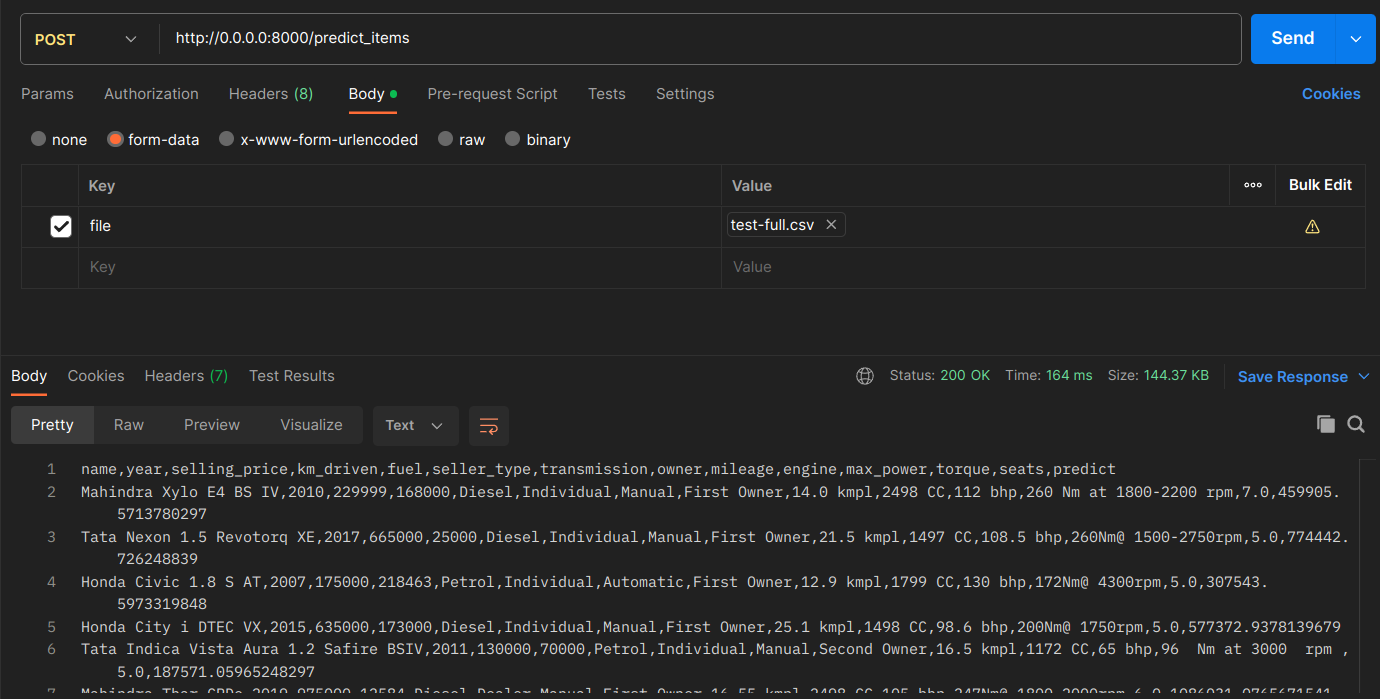 POST http://0.0.0.0:8000/predict_items Send
Params Authorization Headers (8) Body Pre-request Script Tests Settings Cookies
none form-data x-www-form-urlencoded raw binary
Key Value Bulk Edit
file test-full.csv
Key Value
Body Cookies Headers (7) Test Results Status: 200 OK Time: 164 ms Size: 144.37 KB Save Response
Pretty Raw Preview Visualize Text
1 name,year,selling_price,km_driven,fuel,seller_type,transmission,owner,mileage,engine,max_power,torque,seats,predict
2 Mahindra Xylo E4 BS IV,2010,229999,168000,Diesel,Individual,Manual,First Owner,14.0 kmpl,2498 CC,112 bhp,260 Nm at 1800-2200 rpm,7.0,459905.
5713780297
3 Tata Nexon 1.5 Revotorq XE,2017,665000,25000,Diesel,Individual,Manual,First Owner,21.5 kmpl,1497 CC,108.5 bhp,260Nm@ 1500-2750rpm,5.0,774442.
726248839
4 Honda Civic 1.8 S AT,2007,175000,218463,Petrol,Individual,Automatic,First Owner,12.9 kmpl,1799 CC,130 bhp,172Nm@ 4300rpm,5.0,307543.
5973319848
5 Honda City i DTEC VX,2015,635000,173000,Diesel,Individual,Manual,First Owner,25.1 kmpl,1498 CC,98.6 bhp,200Nm@ 1750rpm,5.0,577372.9378139679
6 Tata Indica Vista Aura 1.2 Safire BSIV,2011,130000,70000,Petrol,Individual,Manual,Second Owner,16.5 kmpl,1172 CC,65 bhp,96  Nm at 3000  rpm ,
5.0,187571.05965248297